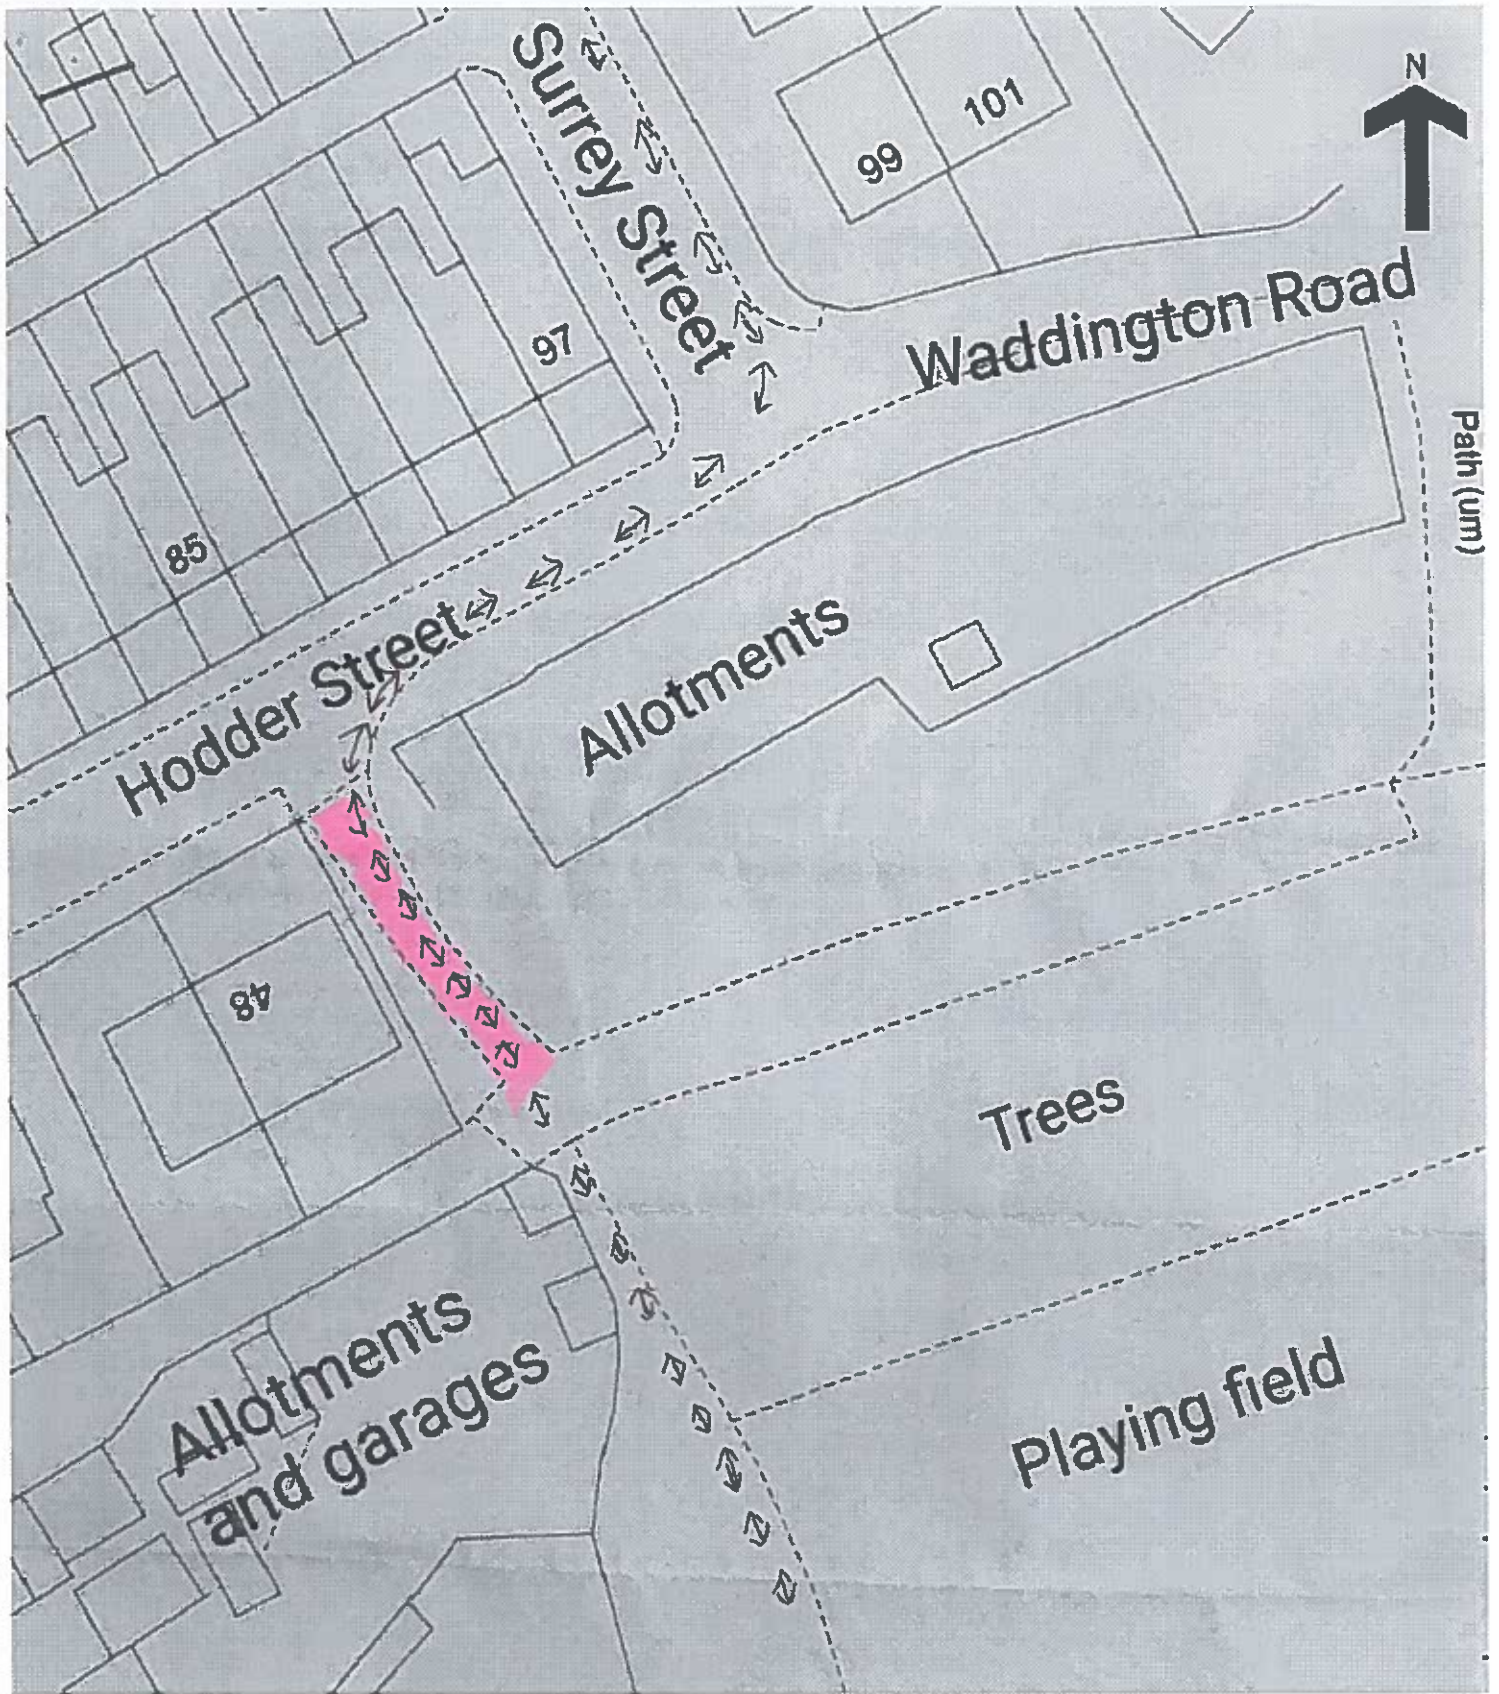 N
Surrey Street
101
99
Waddington Road
97
Path (um)
85
Hodder Street
Allotments
48
Trees
Allotments
and garages
Playing field